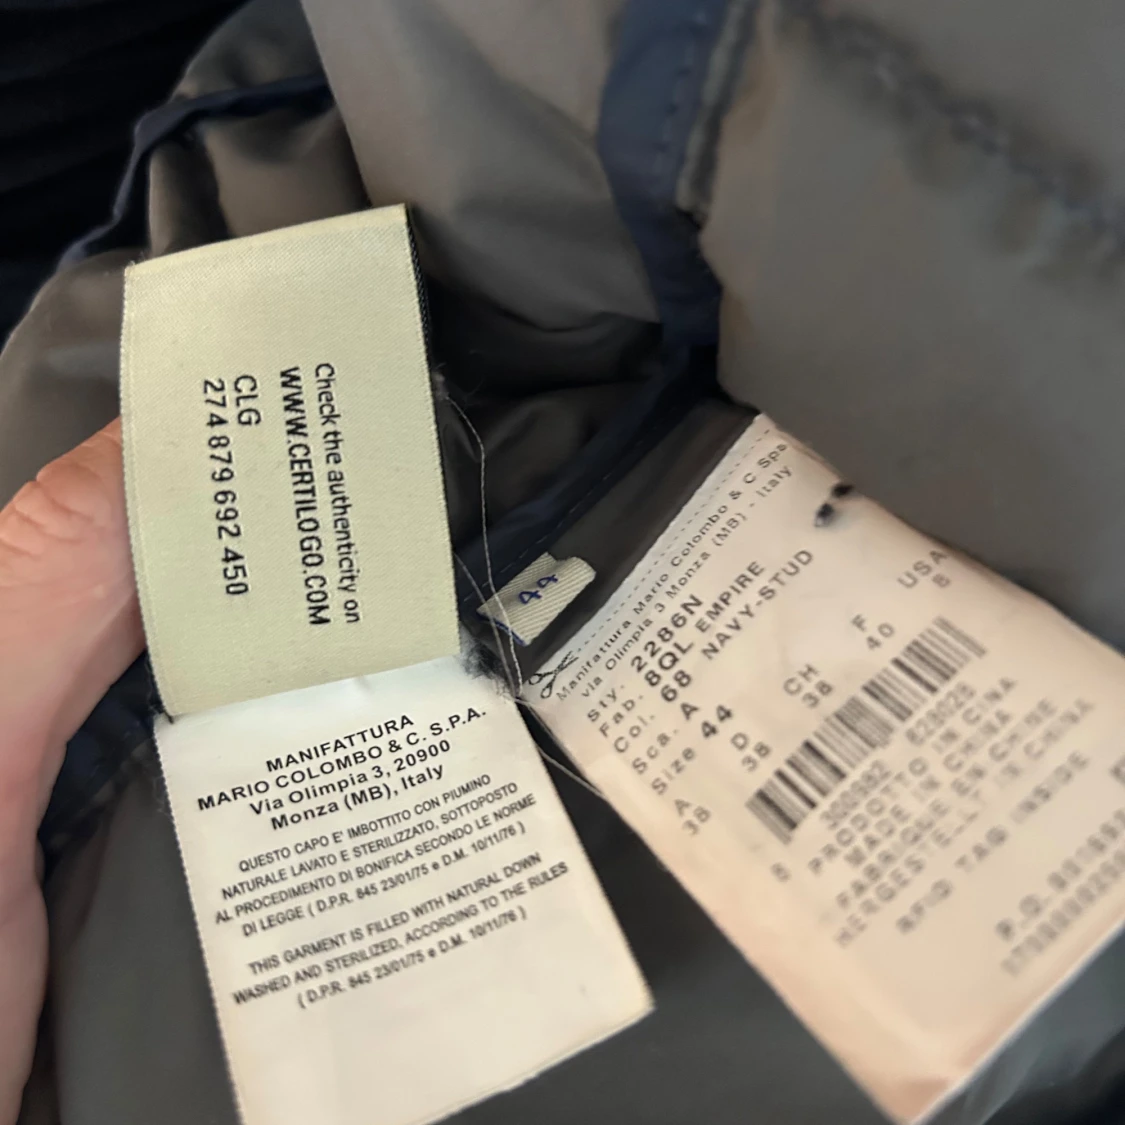 Check the authenticity on
WWW.CERTILOGO.COM
CLG
274 879 692 450
MANIFATTURA
MARIO COLOMBO & C. S.P.A.
Via Olimpia 3, 20900
Monza (MB), Italy
QUESTO CAPO E' IMBOTTITO CON PIUMINO
NATURALE LAVATO E STERILIZZATO, SOTTOPOSTO
AL PROCEDIMENTO DI BONIFICA SECONDO LE NORME
DI LEGGE ( D.P.R. 845 23/01/75 e D.M. 10/11/76 )
THIS GARMENT IS FILLED WITH NATURAL DOWN
WASHED AND STERILIZED, ACCORDING TO THE RULES
( D.P.R. 845 23/01/75 e D.M. 10/11/76 )
44
Manifattura Mario Colombo & C Spa
via Olimpia 3 Monza (MB) - Italy
Sty. 2286N
Fab. 8QL EMPIRE
Col. 68 NAVY-STUD
Sca. A
Size 44
A D CH F USA
38 38 38 40 8
PRODOTTO IN CINA
MADE IN CHINA
FABRIQUE EN CHINE
HERGESTELLT IN CHINA
RFID TAG INSIDE